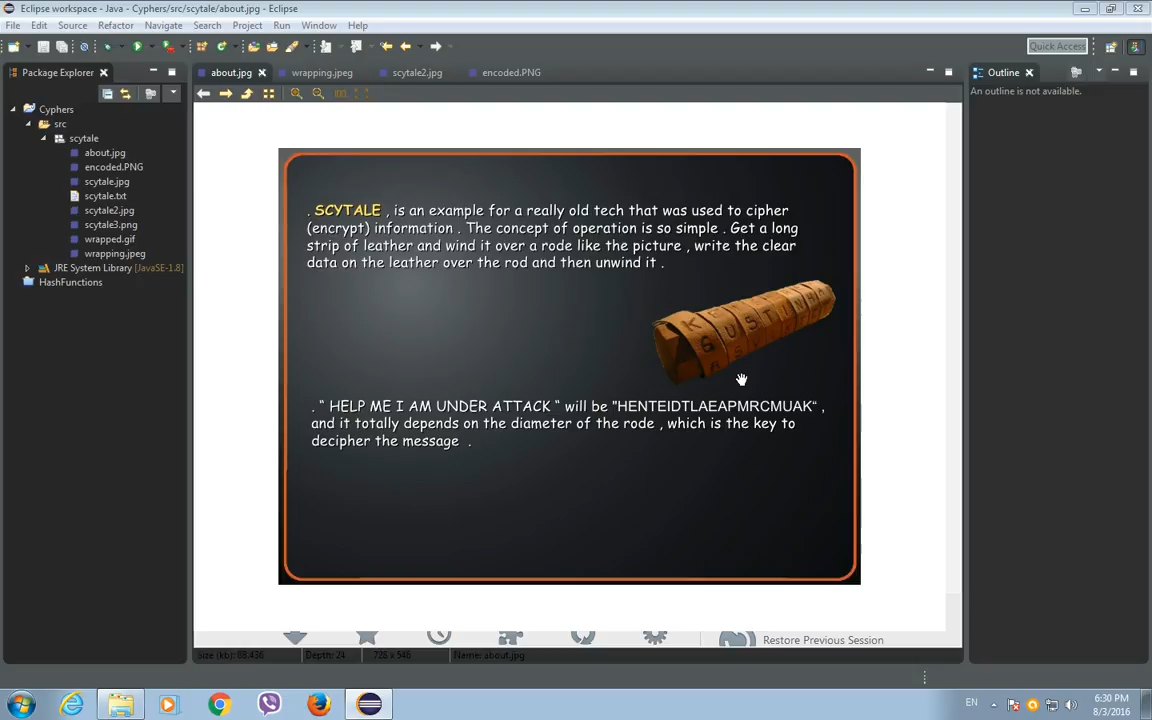 Eclipse workspace - Java - Cyphers/src/scytale/about.jpg - Eclipse
File Edit Source Refactor Navigate Search Project Run Window Help
Quick Access
Package Explorer
about.jpg wrapping.jpeg scytale2.jpg encoded.PNG
Outline
An outline is not available.
Cyphers
src
scytale
about.jpg
encoded.PNG
scytale.jpg
scytale.txt
scytale2.jpg
scytale3.png
wrapped.gif
wrapping.jpeg
JRE System Library [JavaSE-1.8]
HashFunctions
. SCYTALE , is an example for a really old tech that was used to cipher
(encrypt) information . The concept of operation is so simple . Get a long
strip of leather and wind it over a rode like the picture , write the clear
data on the leather over the rod and then unwind it .
. " HELP ME I AM UNDER ATTACK " will be "HENTEIDTLAEAPMRCMUAK" ,
and it totally depends on the diameter of the rode , which is the key to
decipher the message .
Restore Previous Session
Depth: 24
Name: about.jpg
EN
6:30 PM
8/3/2016